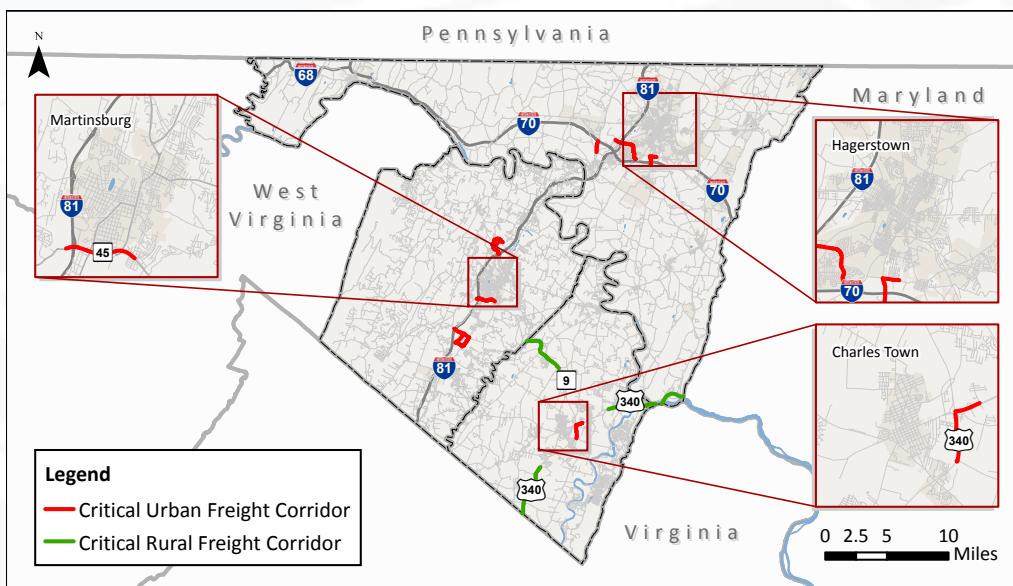 Pennsylvania
N
68
81
Maryland
Martinsburg
70
Hagerstown
81
West
Virginia
81
70
45
70
81
9
Charles Town
340
340
Legend
Critical Urban Freight Corridor
Critical Rural Freight Corridor
340
Virginia
0 2.5 5 10
Miles